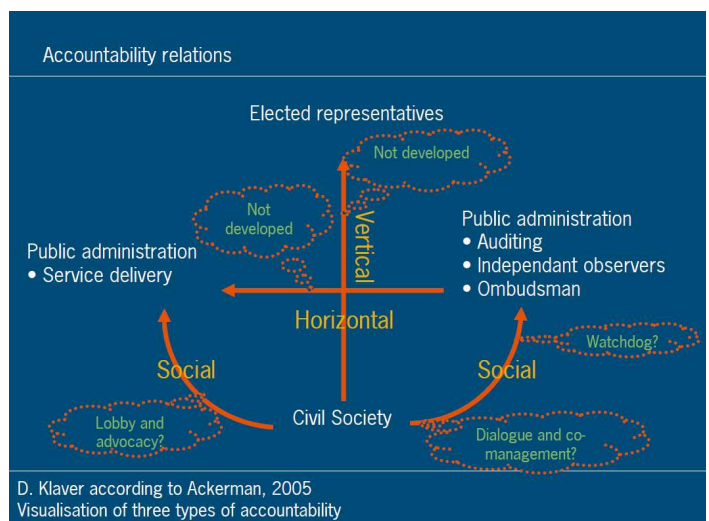 Accountability relations
Elected representatives
Not developed
Not
developed
Vertical
Public administration
• Service delivery
Public administration
• Auditing
• Independant observers
• Ombudsman
Horizontal
Watchdog?
Social
Social
Lobby and
advocacy?
Civil Society
Dialogue and co-
management?
D. Klaver according to Ackerman, 2005
Visualisation of three types of accountability